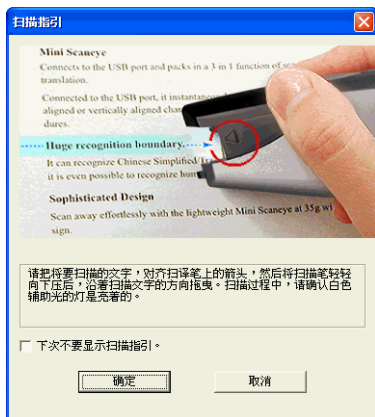 扫描指引
Mini Scaneye
Connects to the USB port and packs in a 3 in 1 function of
translation.
Connected to the USB port, it
aligned or vertically aligned
dures.
Huge recognition boundary.
It can recognize Chinese Simplified/
it is even possible to recognize
Sophisticated Design
Scan away effortlessly with the lightweight Mini Scaneye at 35g
sign.
请把将要扫描的文字，对齐扫译笔上的箭头，然后将扫描笔轻轻
向下压后，沿着扫描文字的方向拖曳。扫描过程中，请确认白色
辅助光的灯是亮着的。
下次不要显示扫描指引。
确定
取消